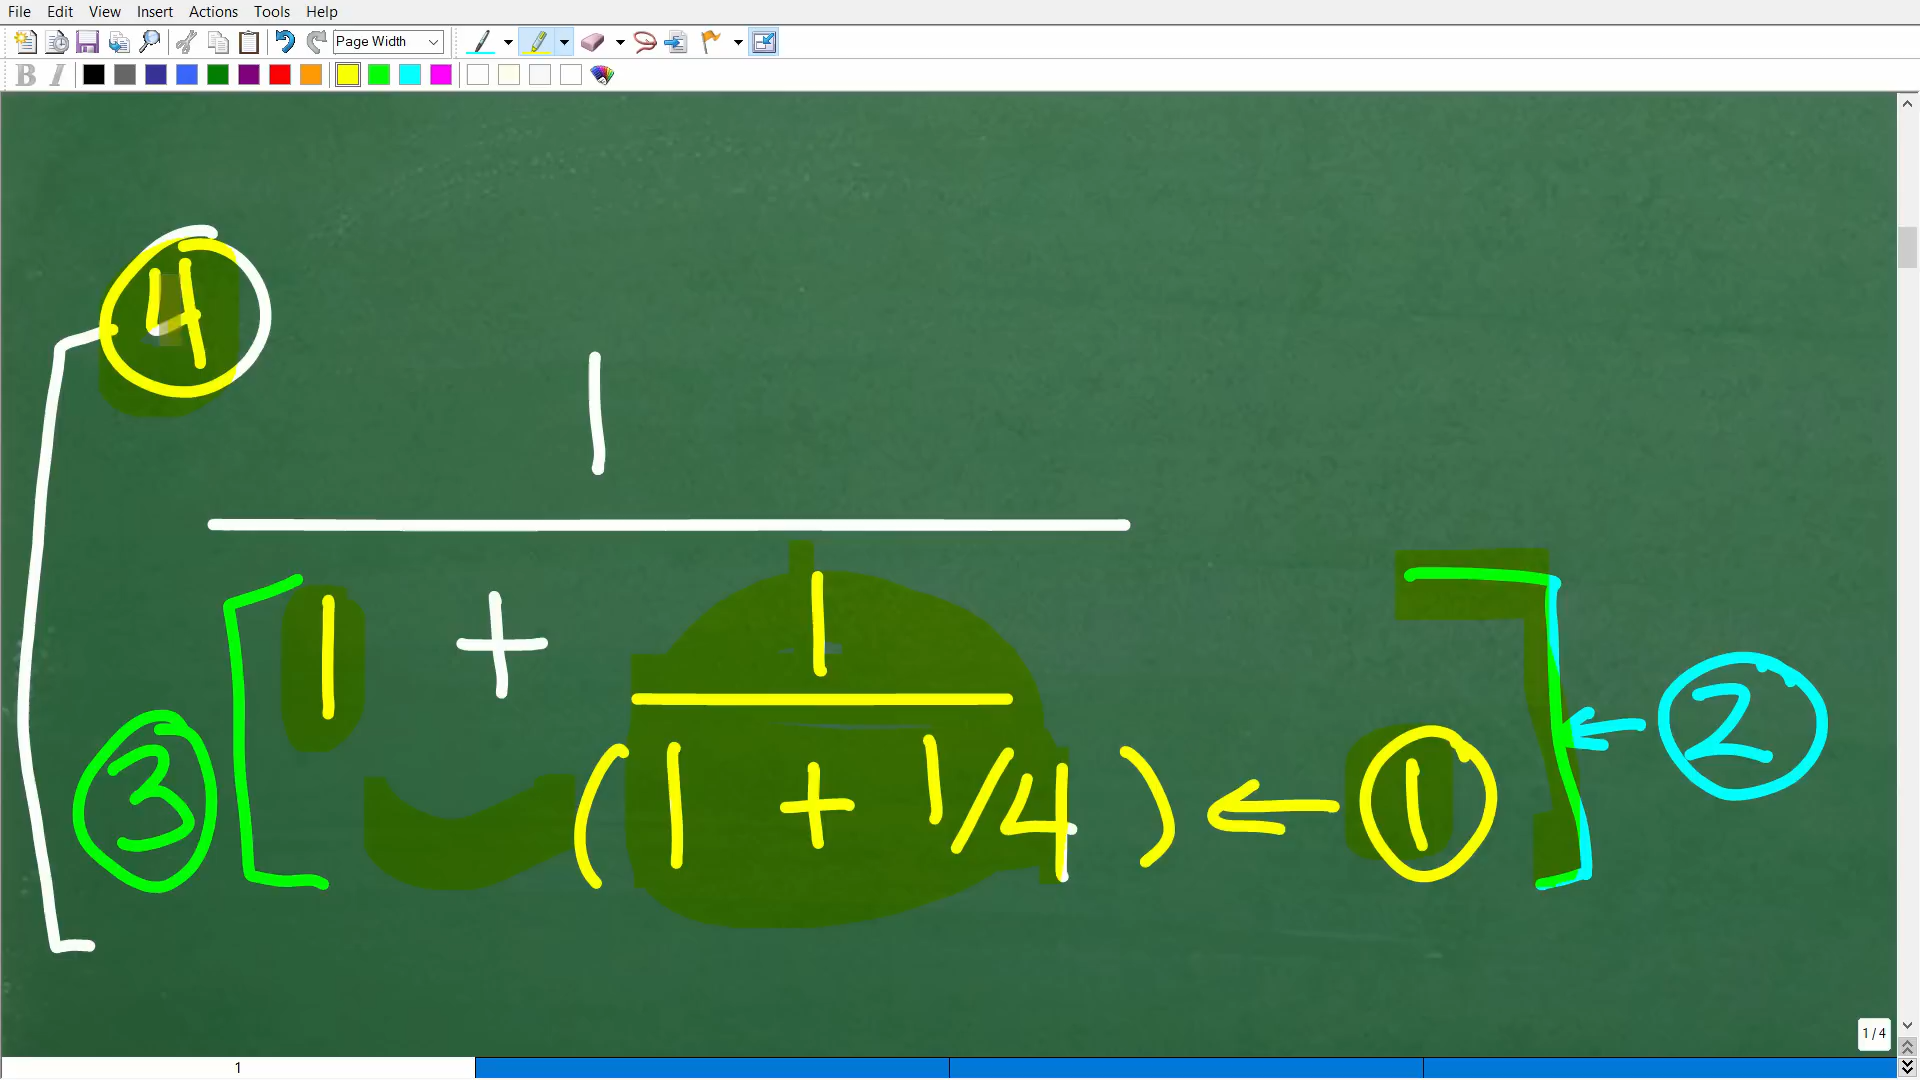 File Edit View Insert Actions Tools Help
Page Width
B I
4
1
1 + 1
3 (1 + 1/4) ← 1 ← 2
1 / 4
1